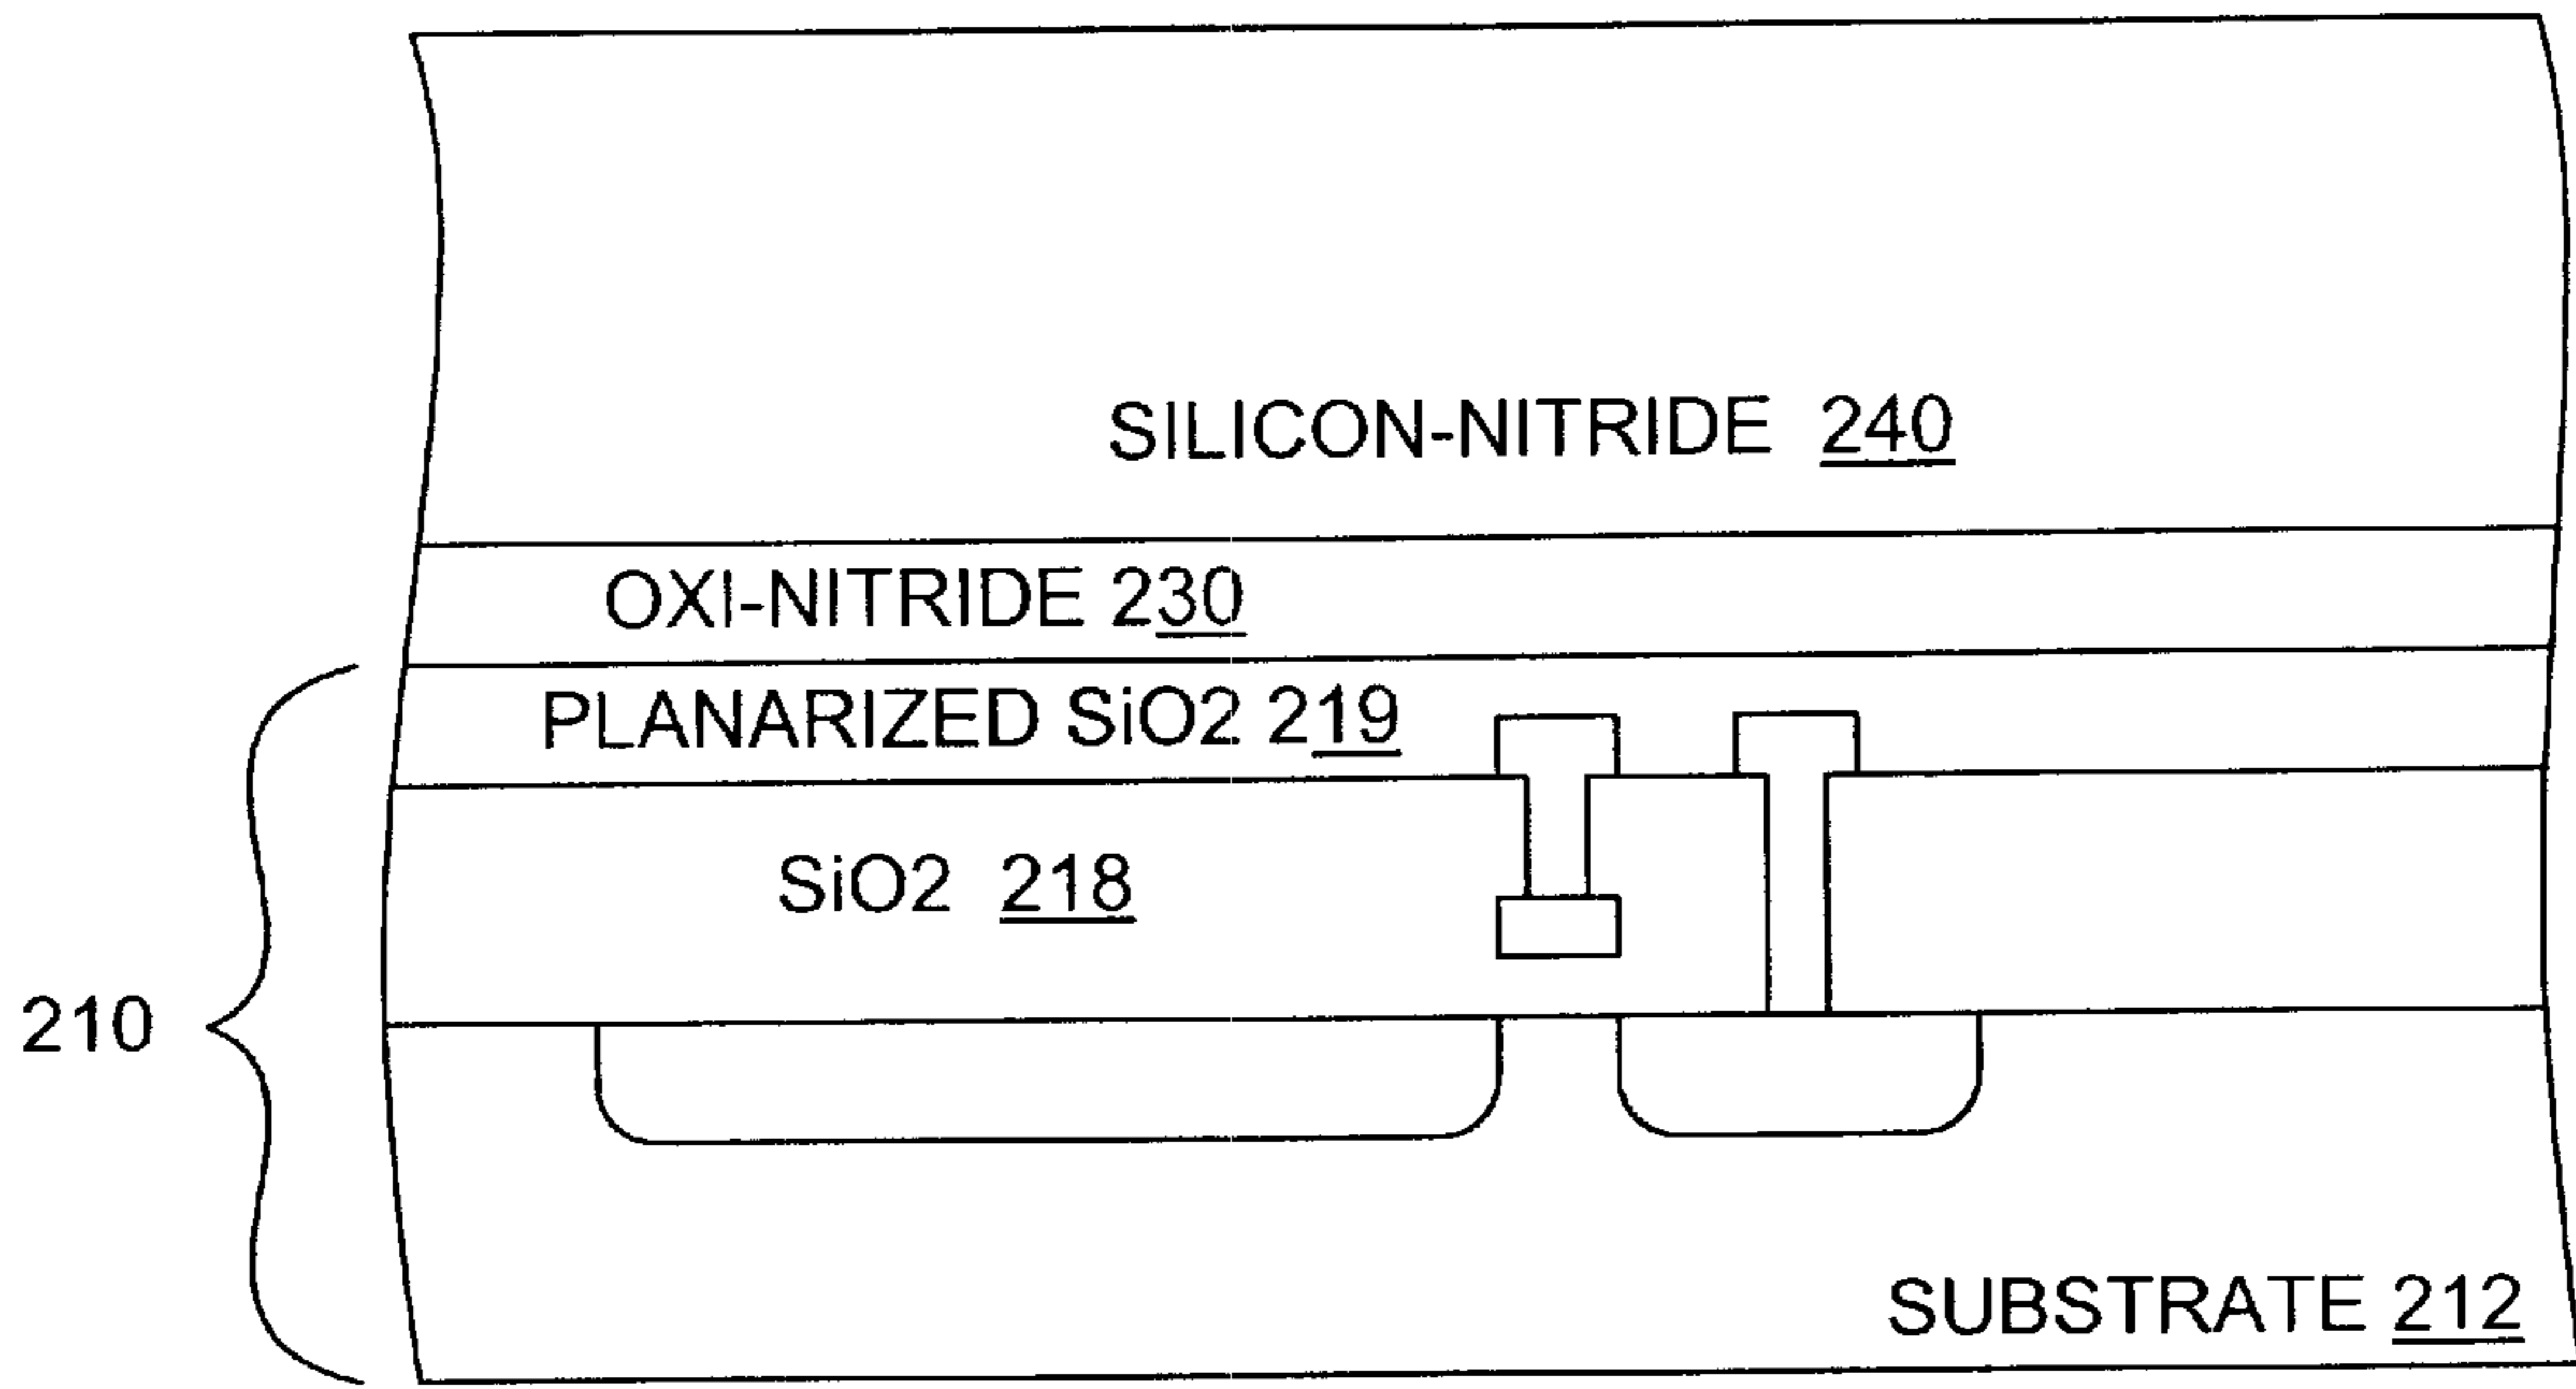 SILICON-NITRIDE 240
OXI-NITRIDE 230
PLANARIZED SiO2 219
SiO2 218
210
SUBSTRATE 212